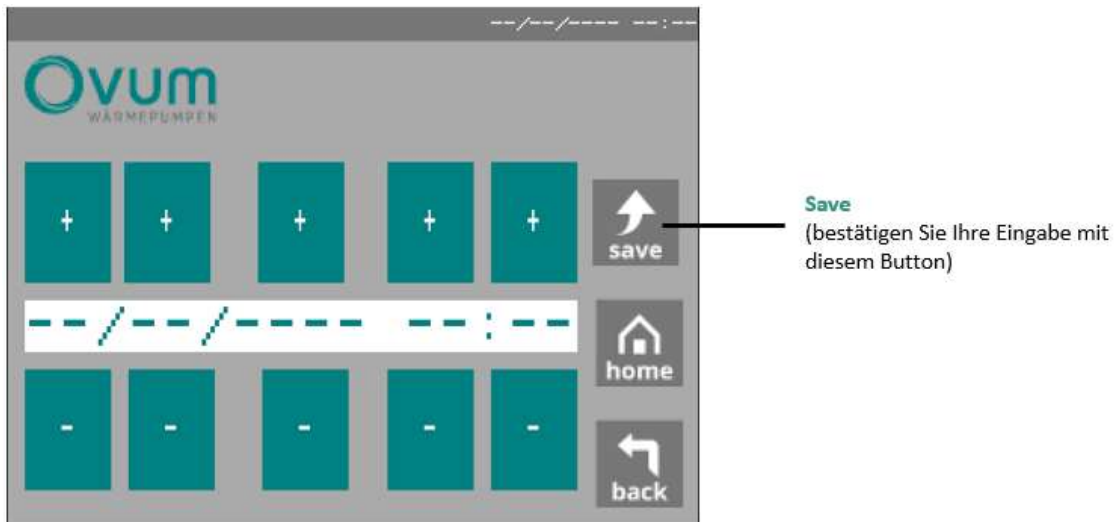 --/--/---- --:--
Ovum
WÄRMEPUMPEN
+ + + + +
save
Save
(bestätigen Sie Ihre Eingabe mit
diesem Button)
--/--/---- --:--
home
- - - - -
back